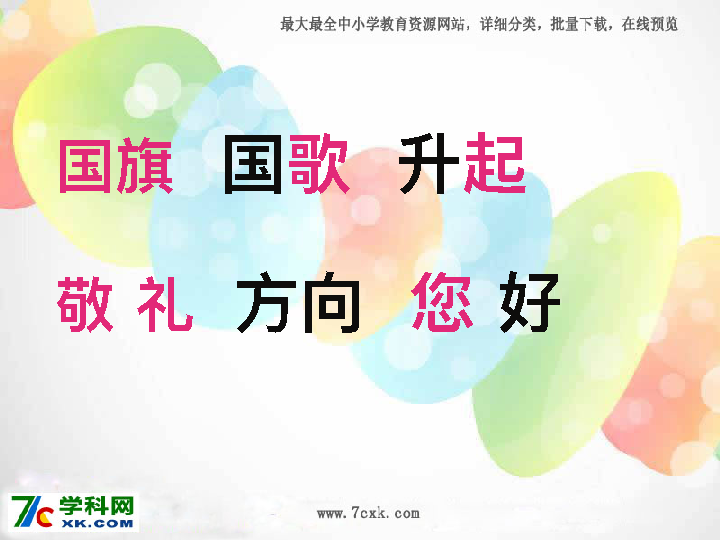 最大最全中小学教育资源网站，详细分类，批量下载，在线预览
国旗 国歌 升起
敬 礼 方向 您 好
7c 学科网
XK.COM
www.7cxk.com